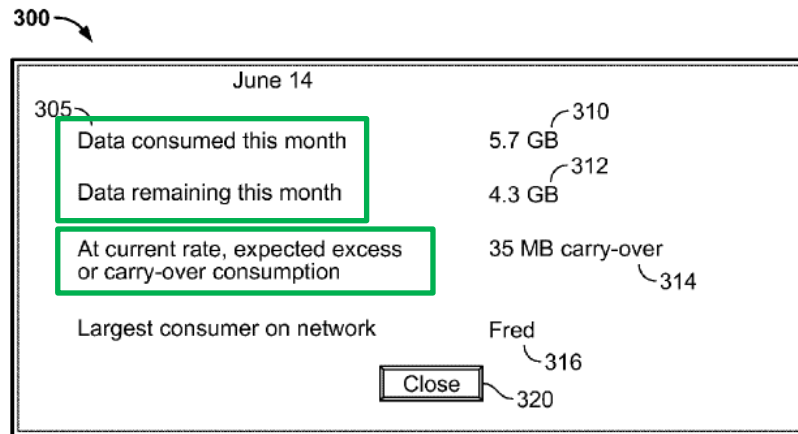 300
June 14
305
310
Data consumed this month 5.7 GB
312
Data remaining this month 4.3 GB
At current rate, expected excess 35 MB carry-over
or carry-over consumption
314
Largest consumer on network Fred
316
Close
320